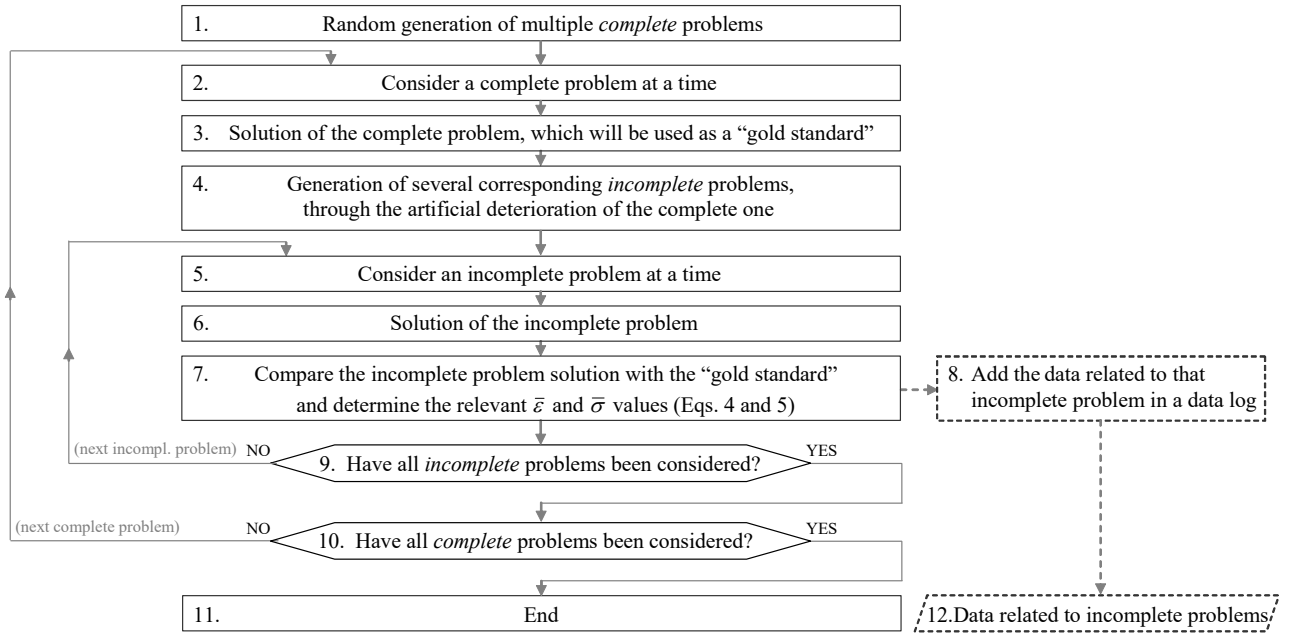 1. Random generation of multiple complete problems
2. Consider a complete problem at a time
3. Solution of the complete problem, which will be used as a “gold standard”
4. Generation of several corresponding incomplete problems,
through the artificial deterioration of the complete one
5. Consider an incomplete problem at a time
6. Solution of the incomplete problem
7. Compare the incomplete problem solution with the “gold standard”
and determine the relevant ε̅ and σ̅ values (Eqs. 4 and 5)
8. Add the data related to that
incomplete problem in a data log
(next incompl. problem) NO
9. Have all incomplete problems been considered?
YES
(next complete problem) NO
10. Have all complete problems been considered?
YES
11. End
12.Data related to incomplete problems